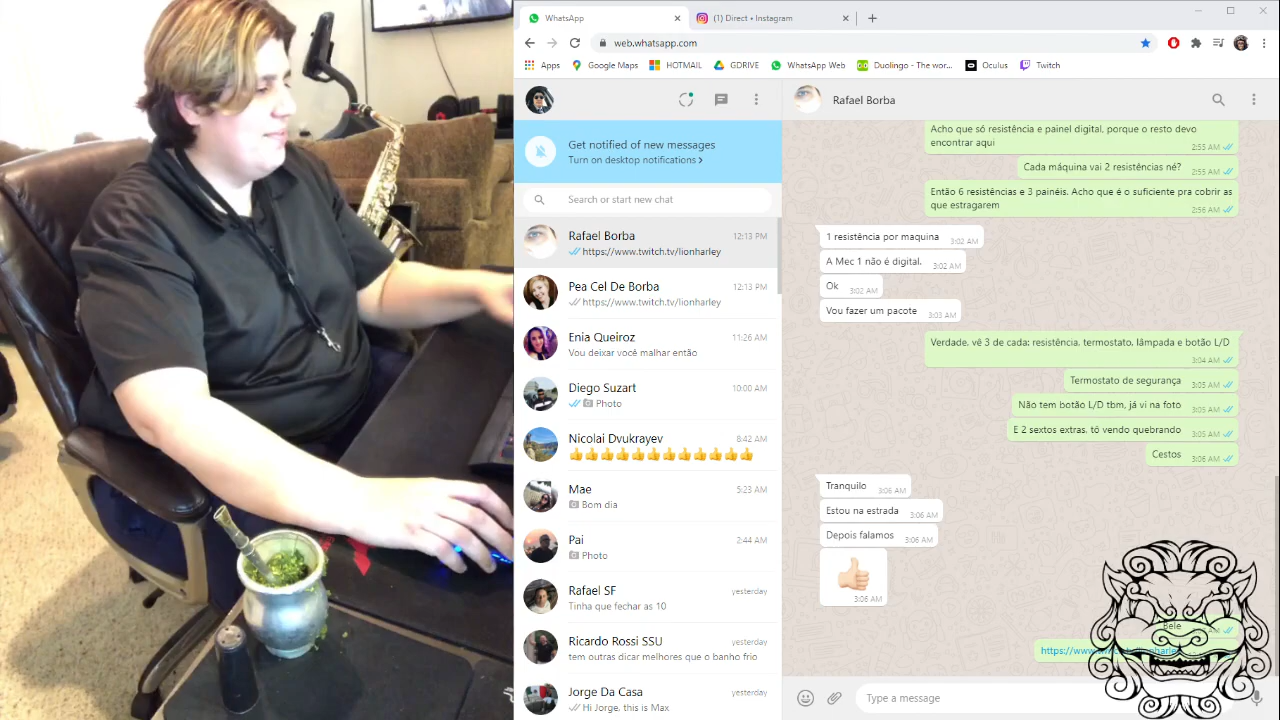 WhatsApp
(1) Direct • Instagram
web.whatsapp.com
Apps
Google Maps
HOTMAIL
GDRIVE
WhatsApp Web
Duolingo - The wor...
Oculus
Twitch
Get notified of new messages
Turn on desktop notifications
Search or start new chat
Rafael Borba
12:13 PM
https://www.twitch.tv/lionharley
Pea Cel De Borba
12:13 PM
https://www.twitch.tv/lionharley
Enia Queiroz
11:26 AM
Vou deixar você malhar então
Diego Suzart
10:00 AM
Photo
Nicolai Dvukrayev
8:42 AM
👍👍👍👍👍👍👍👍👍👍👍👍
Mae
5:23 AM
Bom dia
Pai
2:44 AM
Photo
Rafael SF
yesterday
Tinha que fechar as 10
Ricardo Rossi SSU
yesterday
tem outras dicar melhores que o banho frio
Jorge Da Casa
yesterday
Hi Jorge, this is Max
Rafael Borba
Acho que só resistência e painel digital, porque o resto devo
encontrar aqui
2:55 AM
Cada máquina vai 2 resistências né?
2:55 AM
Então 6 resistências e 3 painéis. Acho que é o suficiente pra cobrir as
que estragarem
2:56 AM
1 resistência por maquina
3:02 AM
A Mec 1 não é digital.
3:02 AM
Ok
3:02 AM
Vou fazer um pacote
3:03 AM
Verdade, vê 3 de cada: resistência, termostato, lâmpada e botão L/D
3:04 AM
Termostato de segurança
3:05 AM
Não tem botão L/D tbm, já vi na foto
3:05 AM
E 2 sextos extras, tô vendo quebrando
3:05 AM
Cestos
3:06 AM
Tranquilo
3:06 AM
Estou na estrada
3:06 AM
Depois falamos
3:06 AM
3:06 AM
Bele
Type a message